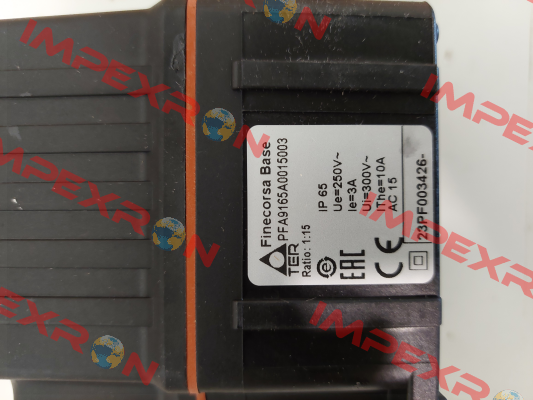 Finecorsa Base
PFA9165A0015003
TER
Ratio: 1:15
IP 65
Ue=250V~
Ie=3A
Ui=300V~
IThe=10A
AC 15
EAC
CE
23PF003426-
IMPEXRON
IMPEXRON
IMPEXRON
IMPEXRON
IMPEXRON